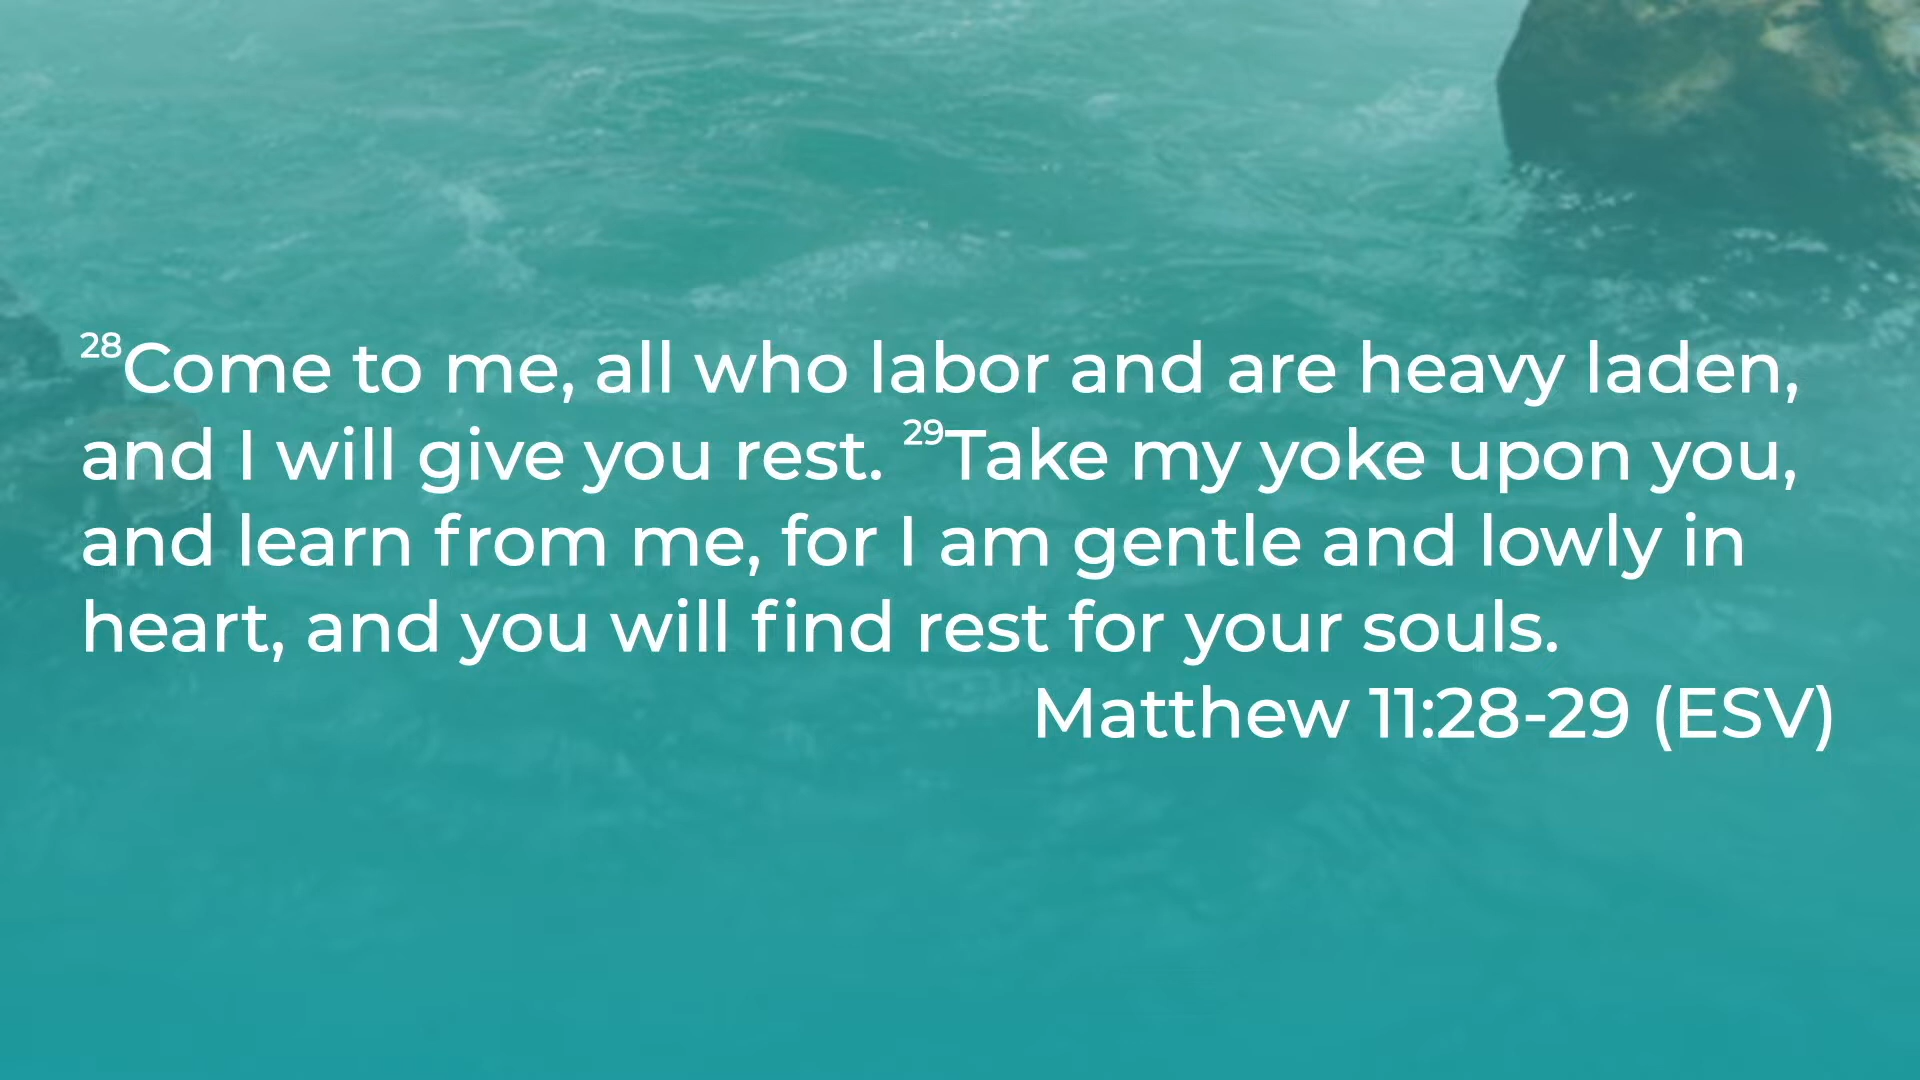 28Come to me, all who labor and are heavy laden,
and I will give you rest. 29Take my yoke upon you,
and learn from me, for I am gentle and lowly in
heart, and you will find rest for your souls.
Matthew 11:28-29 (ESV)